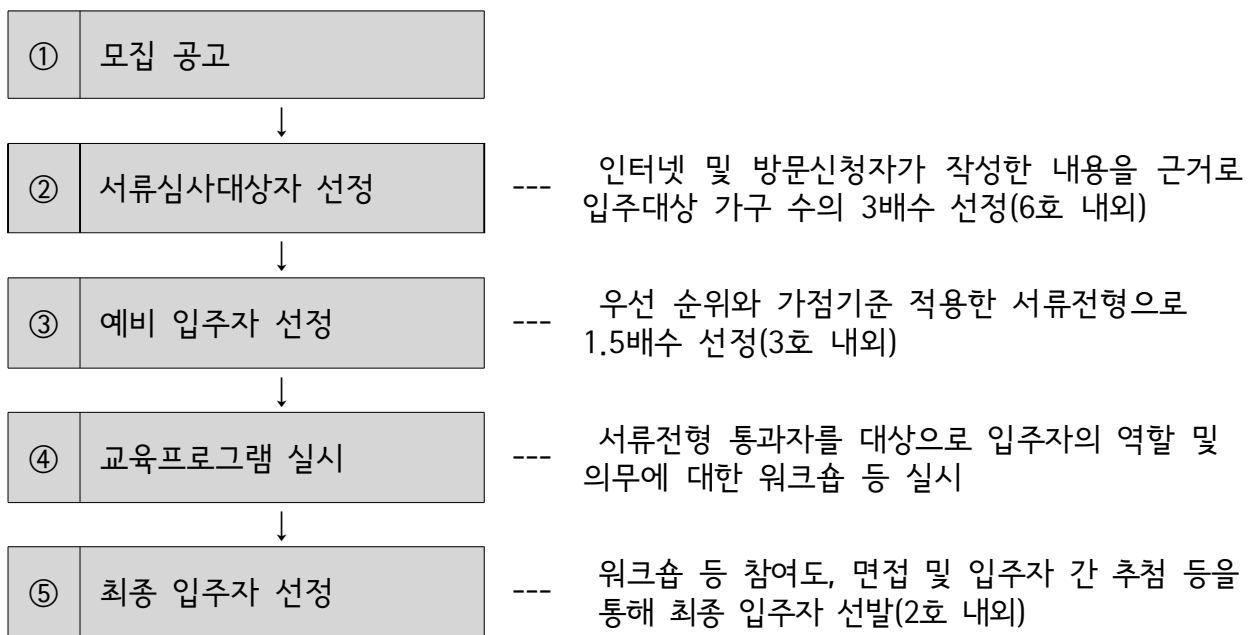 ① 모집 공고
↓
② 서류심사대상자 선정 --- 인터넷 및 방문신청자가 작성한 내용을 근거로
입주대상 가구 수의 3배수 선정(6호 내외)
↓
③ 예비 입주자 선정 --- 우선 순위와 가점기준 적용한 서류전형으로
1.5배수 선정(3호 내외)
↓
④ 교육프로그램 실시 --- 서류전형 통과자를 대상으로 입주자의 역할 및
의무에 대한 워크숍 등 실시
↓
⑤ 최종 입주자 선정 --- 워크숍 등 참여도, 면접 및 입주자 간 추첨 등을
통해 최종 입주자 선발(2호 내외)